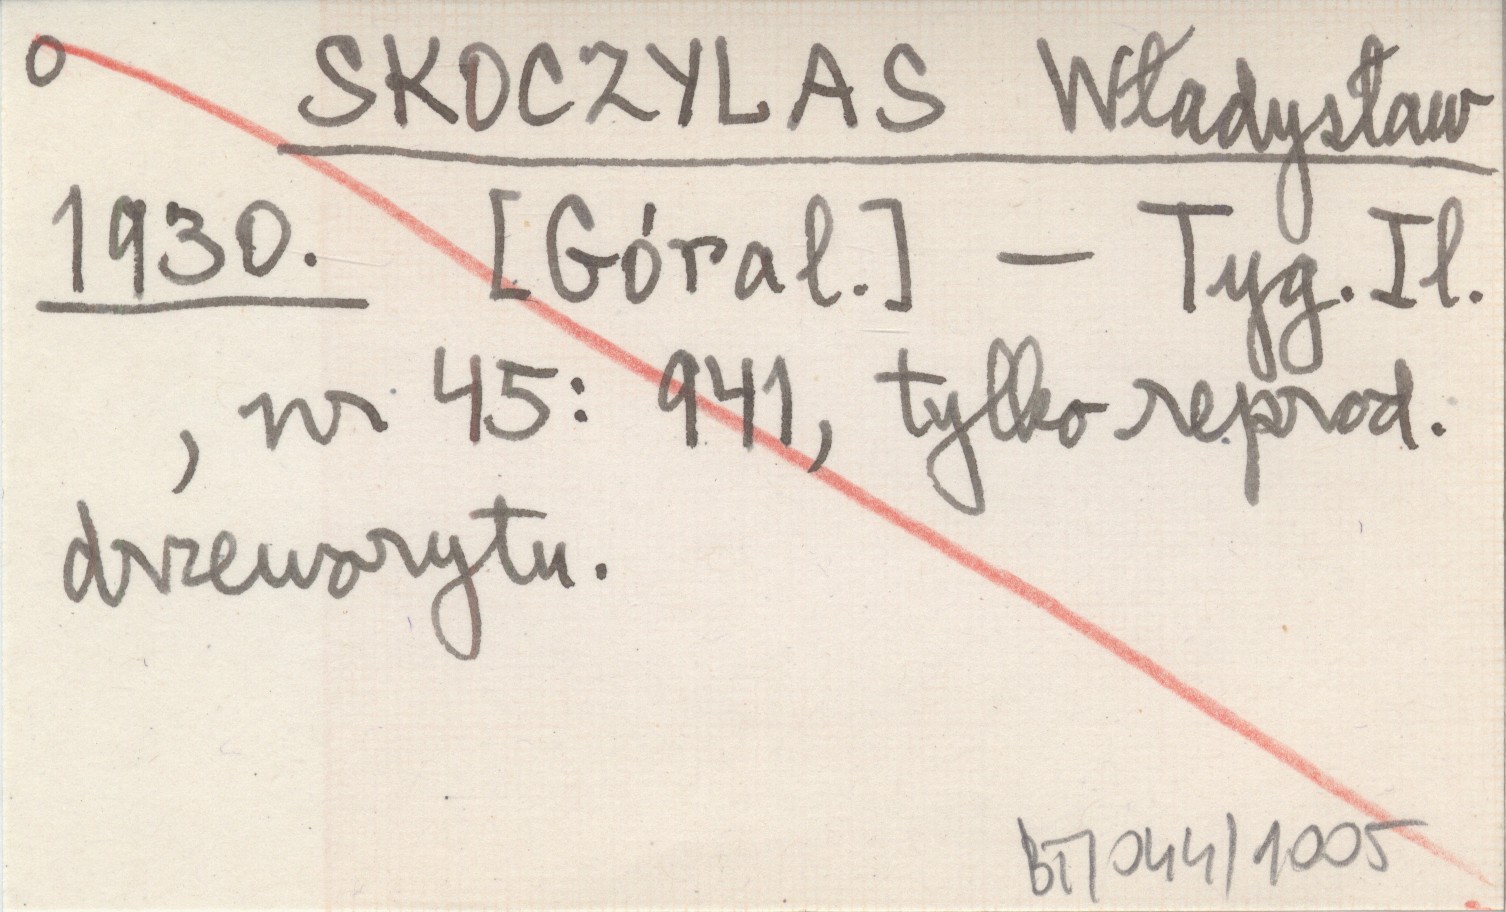 O SKOCZYLAS Władysław
1930. [Góral.] — Tyg. Il.
, nr 45: 941, tylko reprod.
drzeworytu.
BT/044/1005